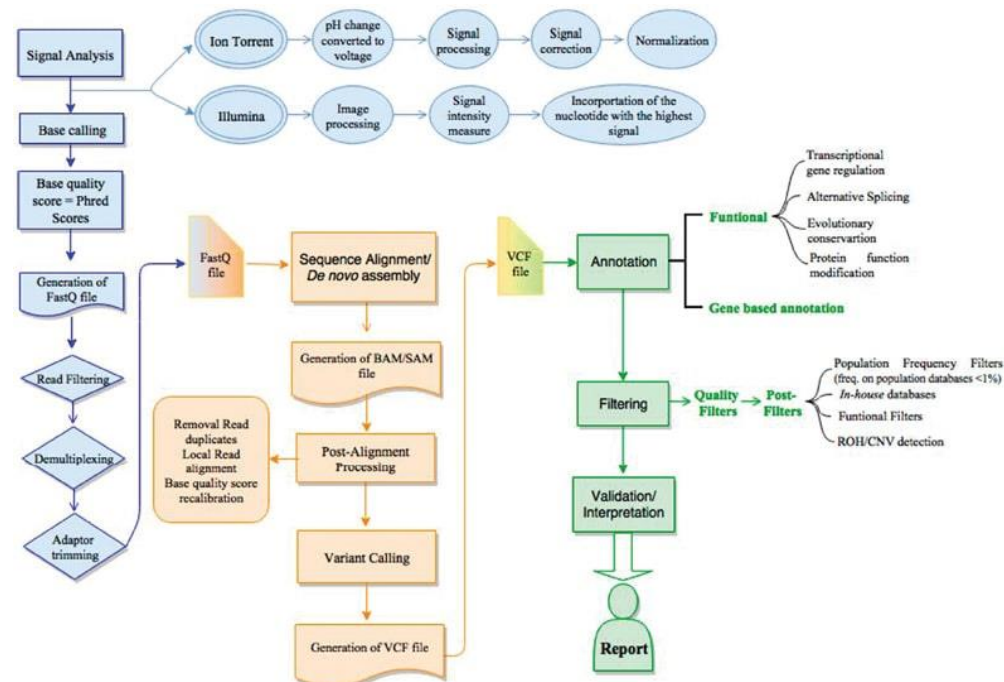 Signal Analysis
Ion Torrent
pH change
converted to
voltage
Signal
processing
Signal
correction
Normalization
Illumina
Image
processing
Signal
intensity
measure
Incorportation of the
nucleotide with the highest
signal
Base calling
Base quality
score = Phred
Scores
Generation of
FastQ file
Read Filtering
Demultiplexing
Adaptor
trimming
FastQ
file
Sequence Alignment/
De novo assembly
Generation of BAM/SAM
file
Post-Alignment
Processing
Removal Read
duplicates
Local Read
alignment
Base quality score
recalibration
Variant Calling
Generation of VCF file
VCF
file
Annotation
Funtional
Transcriptional
gene regulation
Alternative Splicing
Evolutionary
conservartion
Protein function
modification
Gene based annotation
Filtering
Quality
Filters
Post-
Filters
Population Frequency Filters
(freq. on population databases <1%)
In-house databases
Funtional Filters
ROH/CNV detection
Validation/
Interpretation
Report